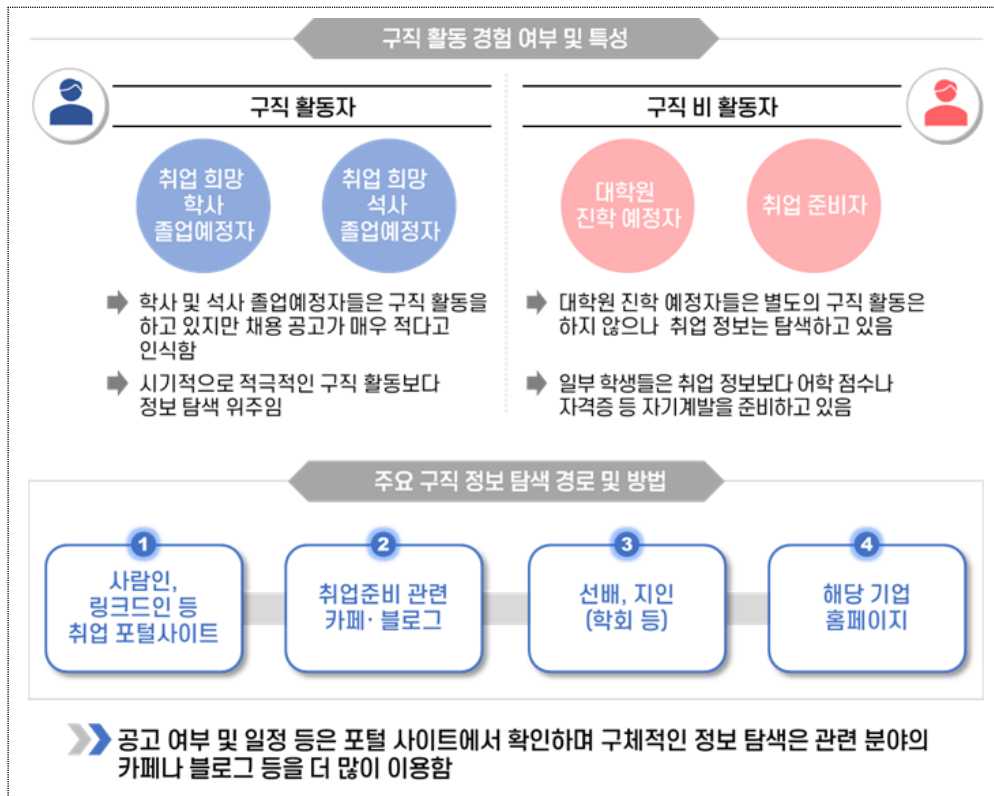 구직 활동 경험 여부 및 특성
구직 활동자
취업 희망
학사
졸업예정자
취업 희망
석사
졸업예정자
학사 및 석사 졸업예정자들은 구직 활동을
하고 있지만 채용 공고가 매우 적다고
인식함
시기적으로 적극적인 구직 활동보다
정보 탐색 위주임
구직 비 활동자
대학원
진학 예정자
취업 준비자
대학원 진학 예정자들은 별도의 구직 활동은
하지 않으나 취업 정보는 탐색하고 있음
일부 학생들은 취업 정보보다 어학 점수나
자격증 등 자기계발을 준비하고 있음
주요 구직 정보 탐색 경로 및 방법
1
사람인,
링크드인 등
취업 포털사이트
2
취업준비 관련
카페· 블로그
3
선배, 지인
(학회 등)
4
해당 기업
홈페이지
공고 여부 및 일정 등은 포털 사이트에서 확인하며 구체적인 정보 탐색은 관련 분야의
카페나 블로그 등을 더 많이 이용함